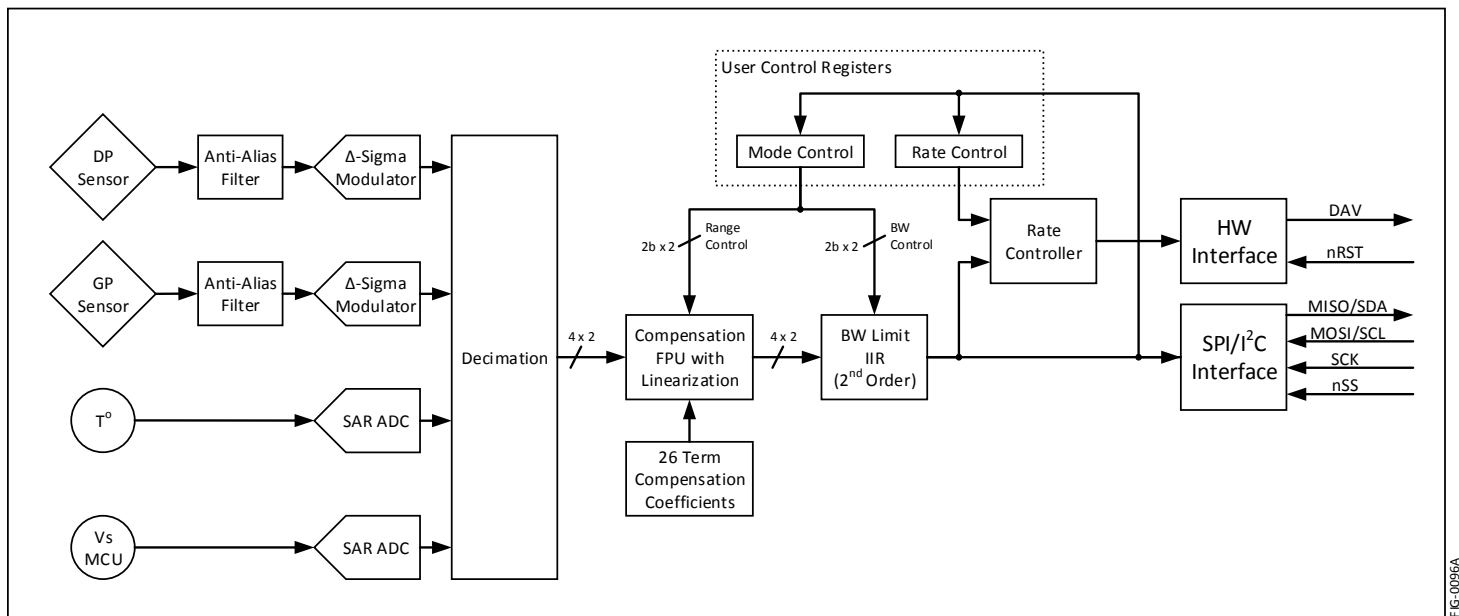 User Control Registers
Mode Control
Rate Control
DP
Sensor
Anti-Alias
Filter
Δ-Sigma
Modulator
GP
Sensor
Anti-Alias
Filter
Δ-Sigma
Modulator
T°
SAR ADC
Vs
MCU
SAR ADC
Decimation
4 x 2
2b x 2
Range
Control
2b x 2
BW
Control
Compensation
FPU with
Linearization
4 x 2
26 Term
Compensation
Coefficients
BW Limit
IIR
(2nd Order)
Rate
Controller
HW
Interface
DAV
nRST
SPI/I²C
Interface
MISO/SDA
MOSI/SCL
SCK
nSS
FIG-0096A